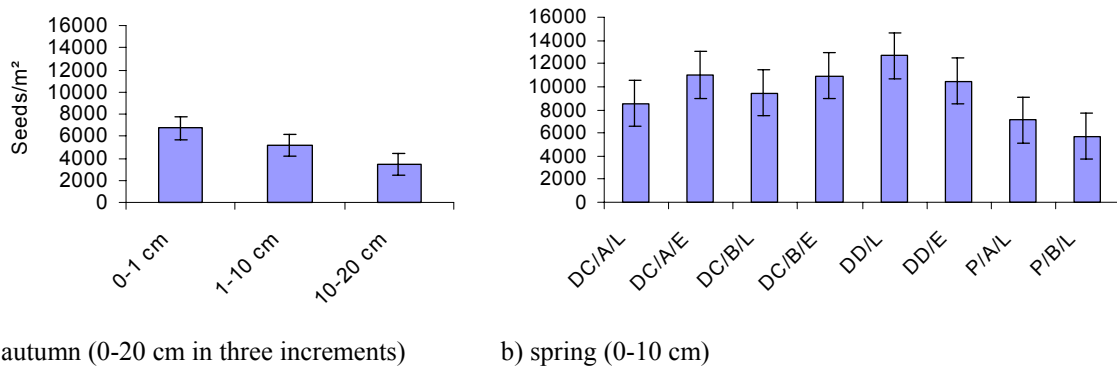 Seeds/m²
16000
14000
12000
10000
8000
6000
4000
2000
0
0-1 cm
1-10 cm
10-20 cm
16000
14000
12000
10000
8000
6000
4000
2000
0
DC/A/L
DC/A/E
DC/B/L
DC/B/E
DD/L
DD/E
P/A/L
P/B/L
autumn (0-20 cm in three increments)
b) spring (0-10 cm)